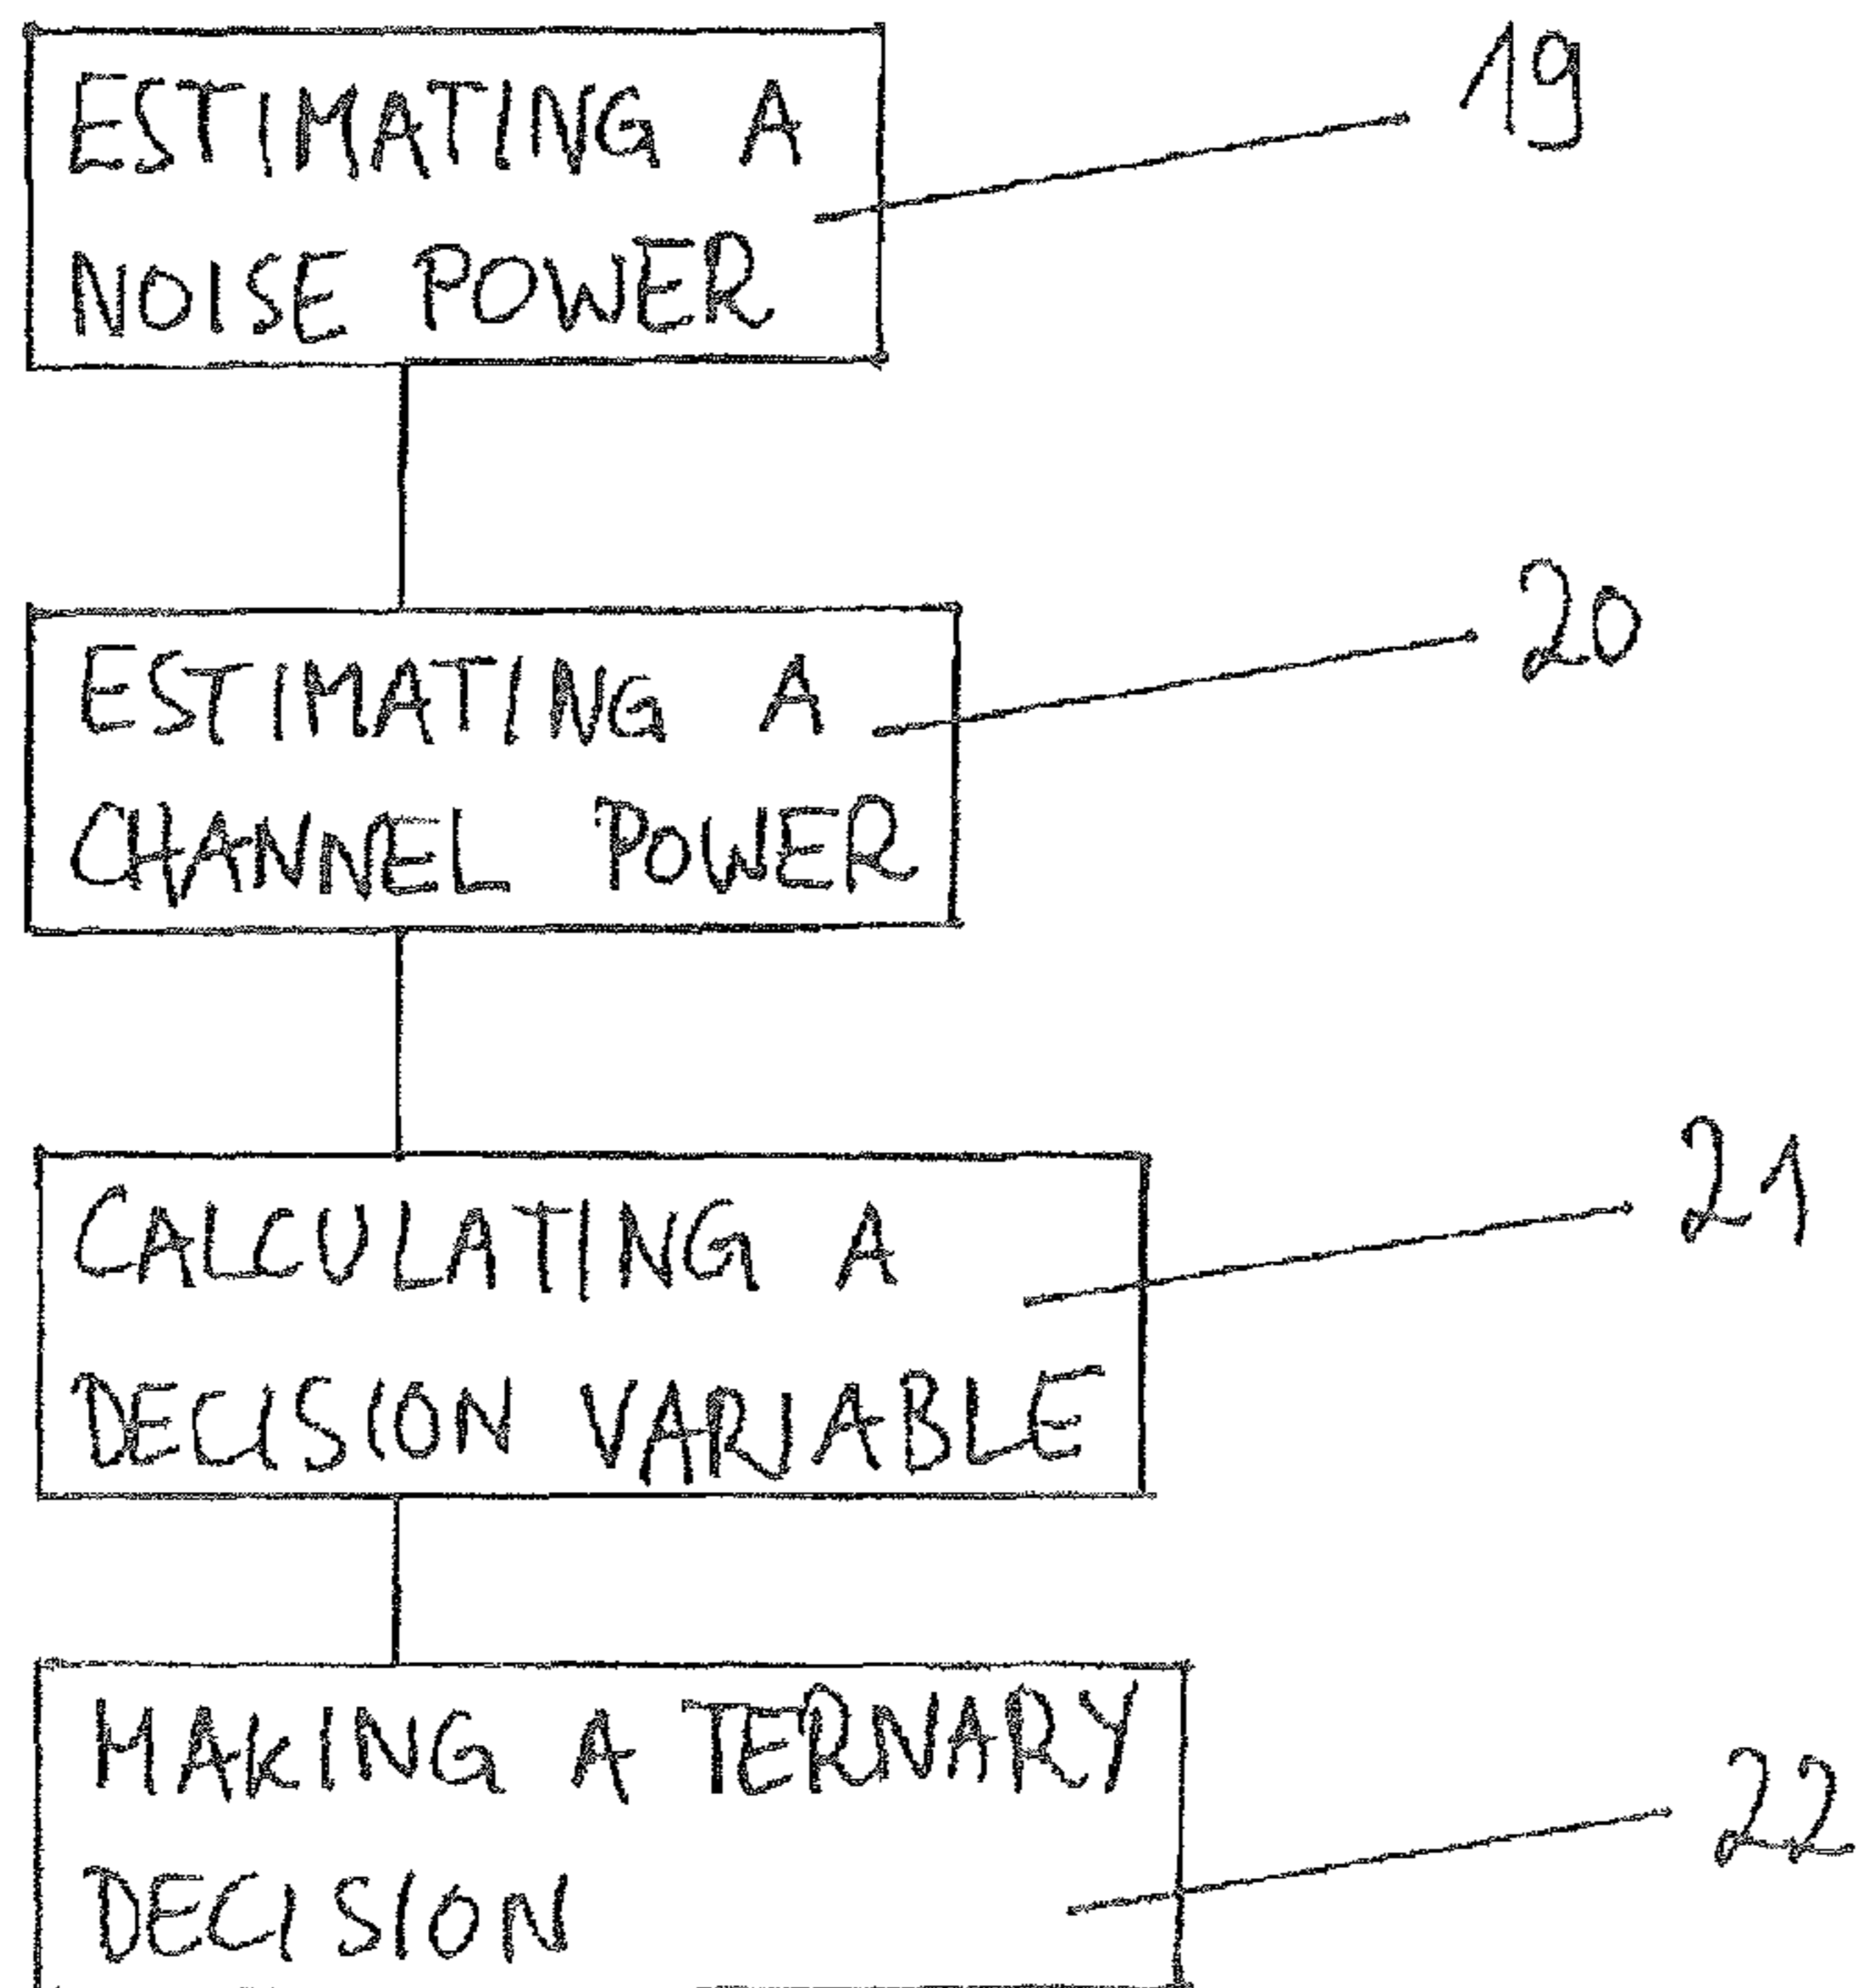 ESTIMATING A
NOISE POWER
19
ESTIMATING A
CHANNEL POWER
20
CALCULATING A
DECISION VARIABLE
21
MAKING A TERNARY
DECISION
22